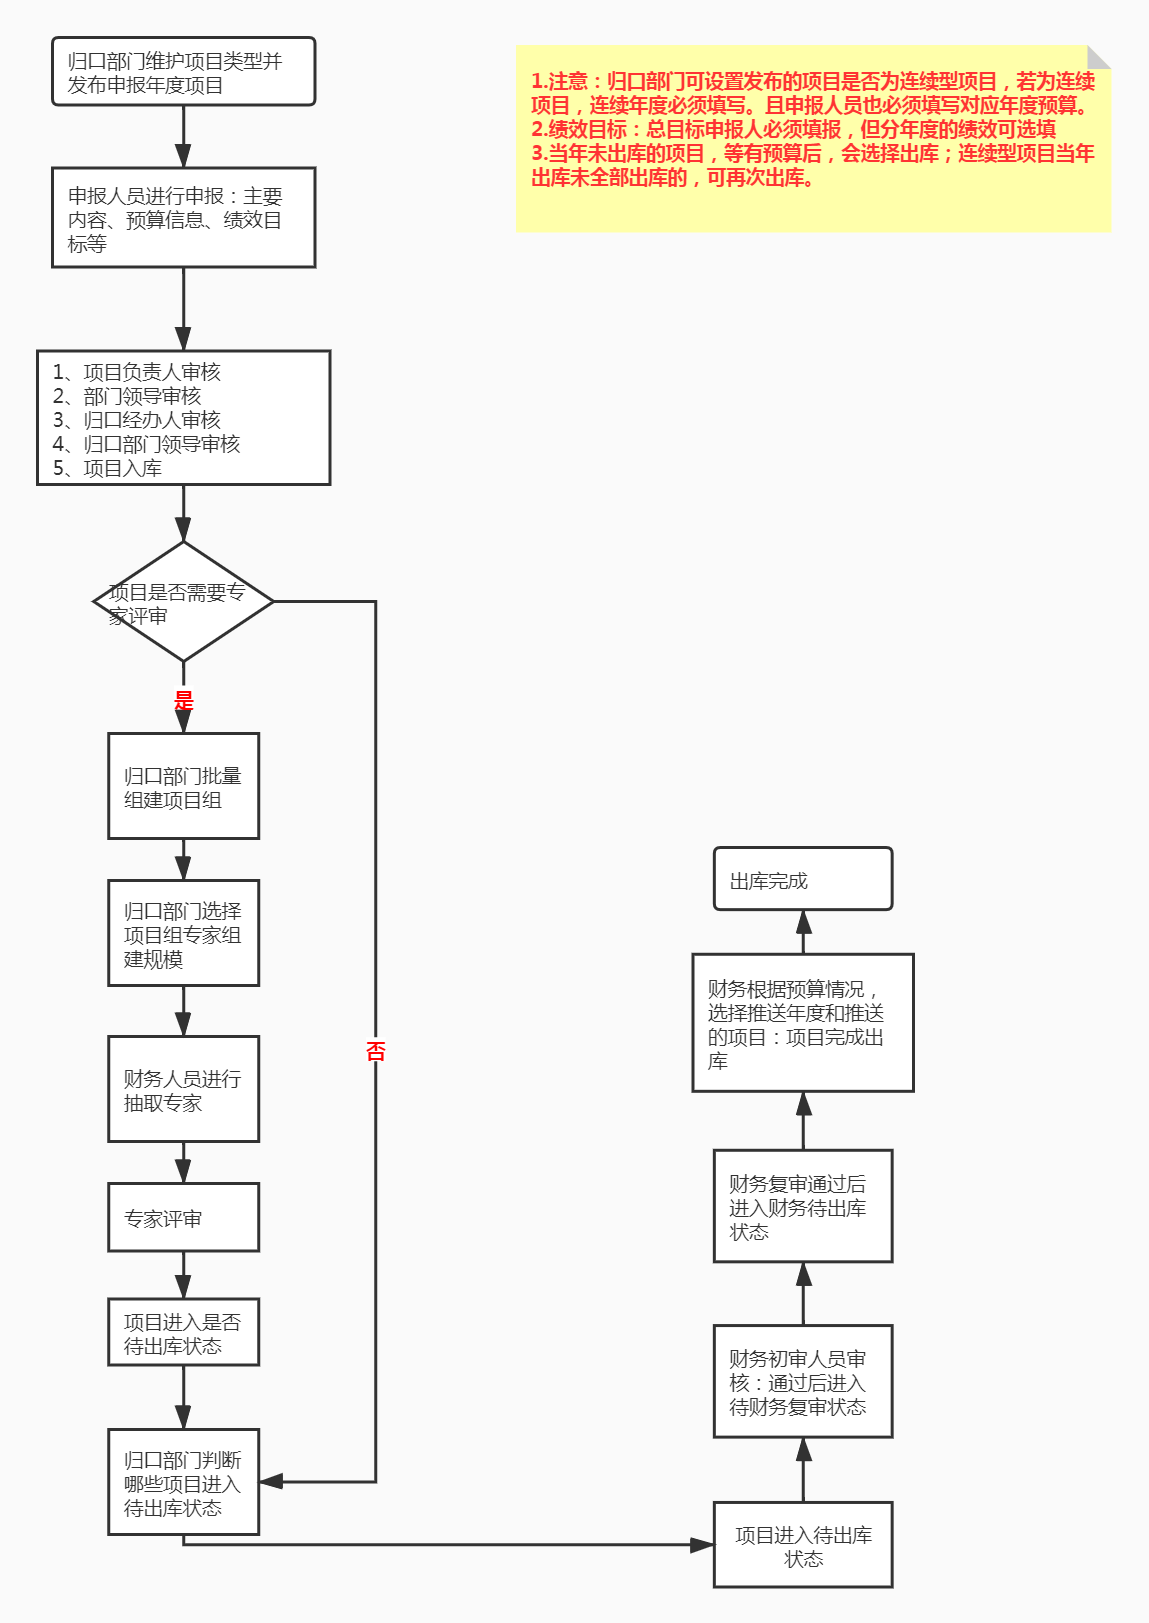 归口部门维护项目类型并
发布申报年度项目
1.注意：归口部门可设置发布的项目是否为连续型项目，若为连续
项目，连续年度必须填写。且申报人员也必须填写对应年度预算。
2.绩效目标：总目标申报人必须填报，但分年度的绩效可选填
3.当年未出库的项目，等有预算后，会选择出库；连续型项目当年
出库未全部出库的，可再次出库。
申报人员进行申报：主要
内容、预算信息、绩效目
标等
1、项目负责人审核
2、部门领导审核
3、归口经办人审核
4、归口部门领导审核
5、项目入库
项目是否需要专
家评审
是
归口部门批量
组建项目组
归口部门选择
项目组专家组
建规模
财务人员进行
抽取专家
否
专家评审
项目进入是否
待出库状态
归口部门判断
哪些项目进入
待出库状态
出库完成
财务根据预算情况，
选择推送年度和推送
的项目：项目完成出
库
财务复审通过后
进入财务待出库
状态
财务初审人员审
核：通过后进入
待财务复审状态
项目进入待出库
状态